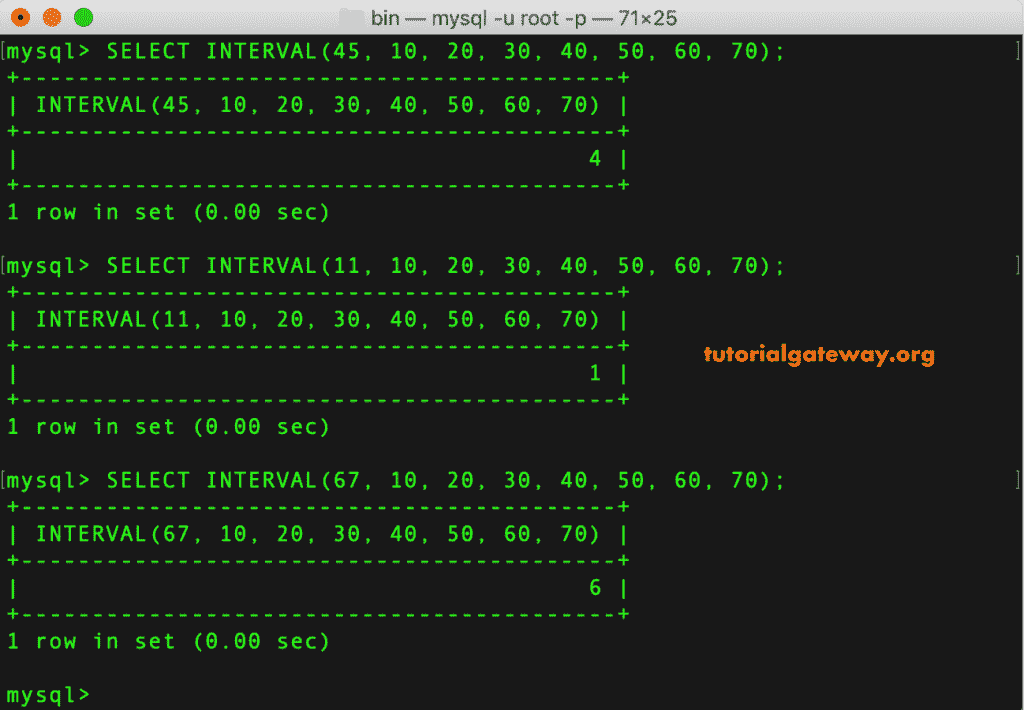 bin — mysql -u root -p — 71×25
[mysql> SELECT INTERVAL(45, 10, 20, 30, 40, 50, 60, 70); ]
+------------------------------------------+
| INTERVAL(45, 10, 20, 30, 40, 50, 60, 70) |
+------------------------------------------+
|                                        4 |
+------------------------------------------+
1 row in set (0.00 sec)
[mysql> SELECT INTERVAL(11, 10, 20, 30, 40, 50, 60, 70); ]
+------------------------------------------+
| INTERVAL(11, 10, 20, 30, 40, 50, 60, 70) |
+------------------------------------------+
tutorialgateway.org
|                                        1 |
+------------------------------------------+
1 row in set (0.00 sec)
[mysql> SELECT INTERVAL(67, 10, 20, 30, 40, 50, 60, 70); ]
+------------------------------------------+
| INTERVAL(67, 10, 20, 30, 40, 50, 60, 70) |
+------------------------------------------+
|                                        6 |
+------------------------------------------+
1 row in set (0.00 sec)
mysql>